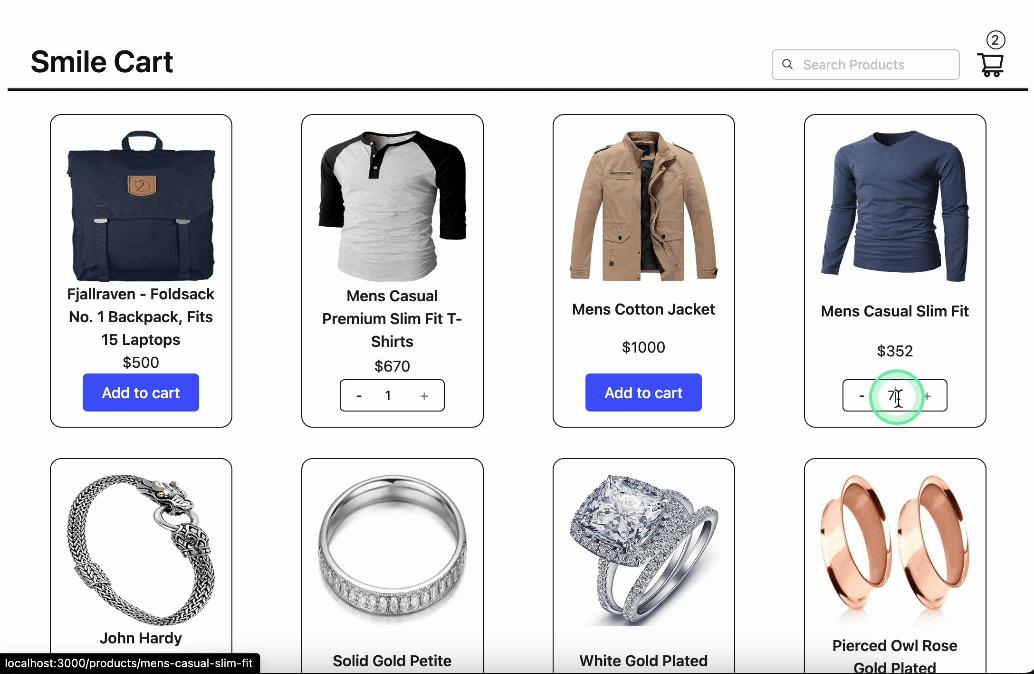 2
Smile Cart
Search Products
Fjallraven - Foldsack
No. 1 Backpack, Fits
15 Laptops
$500
Add to cart
Mens Casual
Premium Slim Fit T-
Shirts
$670
- 1 +
Mens Cotton Jacket
$1000
Add to cart
Mens Casual Slim Fit
$352
- 7 +
John Hardy
Solid Gold Petite
White Gold Plated
Pierced Owl Rose
Gold Plated
localhost:3000/products/mens-casual-slim-fit